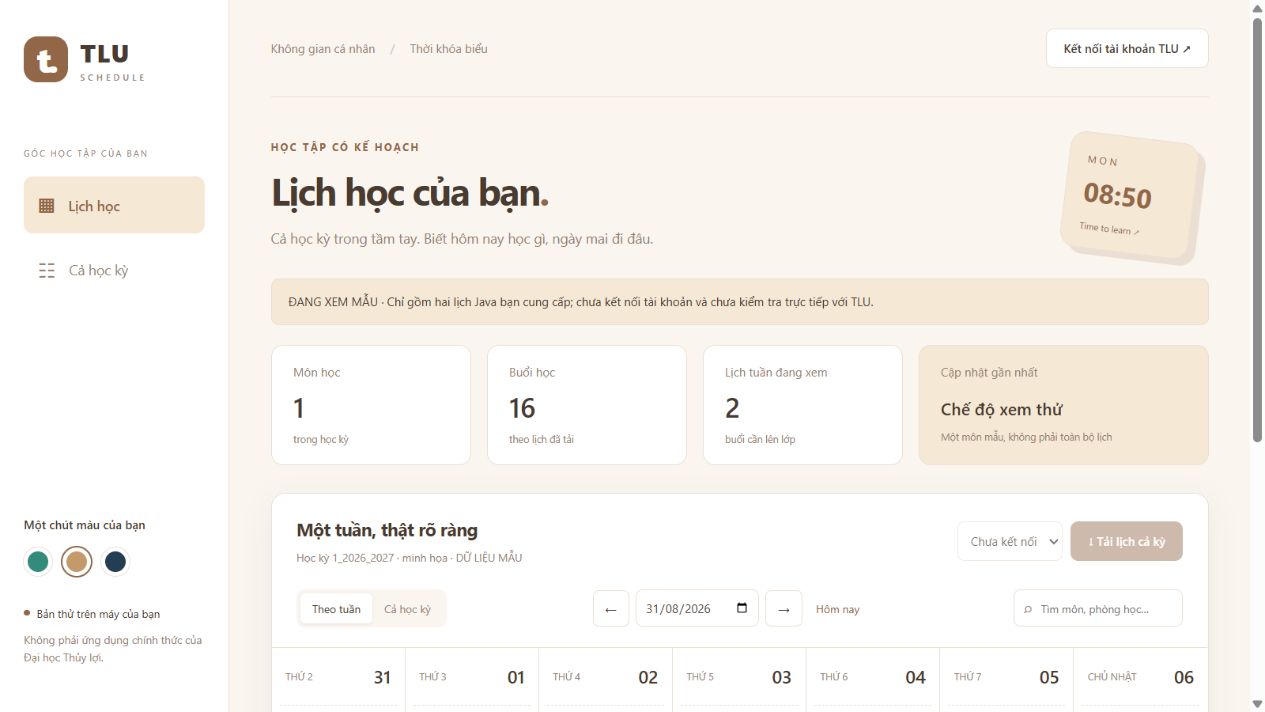 t
TLU
SCHEDULE
GÓC HỌC TẬP CỦA BẠN
Lịch học
Cả học kỳ
Một chút màu của bạn
Bản thử trên máy của bạn
Không phải ứng dụng chính thức của
Đại học Thủy lợi.
Không gian cá nhân / Thời khóa biểu
Kết nối tài khoản TLU ↗
HỌC TẬP CÓ KẾ HOẠCH
Lịch học của bạn.
Cả học kỳ trong tầm tay. Biết hôm nay học gì, ngày mai đi đâu.
MON
08:50
Time to learn ↗
ĐANG XEM MẪU · Chỉ gồm hai lịch Java bạn cung cấp; chưa kết nối tài khoản và chưa kiểm tra trực tiếp với TLU.
Môn học
1
trong học kỳ
Buổi học
16
theo lịch đã tải
Lịch tuần đang xem
2
buổi cần lên lớp
Cập nhật gần nhất
Chế độ xem thử
Một môn mẫu, không phải toàn bộ lịch
Một tuần, thật rõ ràng
Học kỳ 1_2026_2027 · minh họa · DỮ LIỆU MẪU
Chưa kết nối
↓ Tải lịch cả kỳ
Theo tuần
Cả học kỳ
←
31/08/2026
→
Hôm nay
Tìm môn, phòng học...
THỨ 2 31
THỨ 3 01
THỨ 4 02
THỨ 5 03
THỨ 6 04
THỨ 7 05
CHỦ NHẬT 06